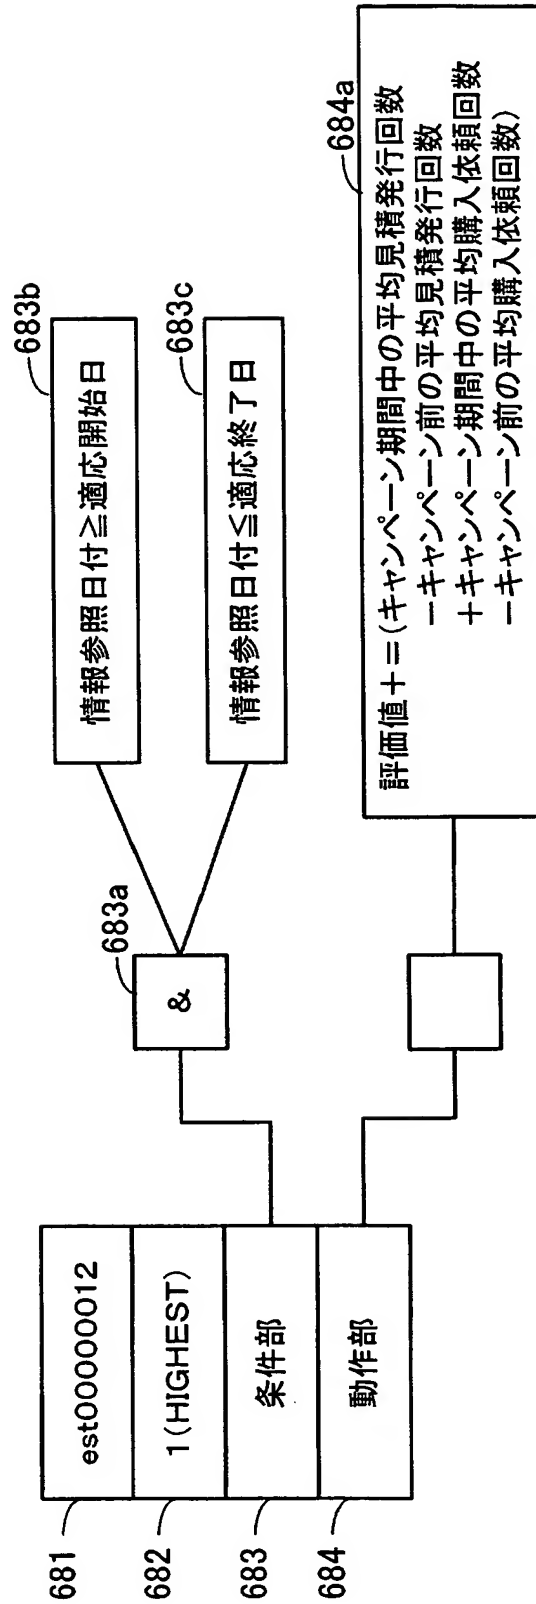 681
est00000012
682
1(HIGHEST)
683
条件部
684
動作部
683a
&
683b
情報参照日付≧適応開始日
683c
情報参照日付≦適応終了日
684a
評価値+=(キャンペーン期間中の平均見積発行回数
−キャンペーン前の平均見積発行回数
+キャンペーン期間中の平均購入依頼回数
−キャンペーン前の平均購入依頼回数)